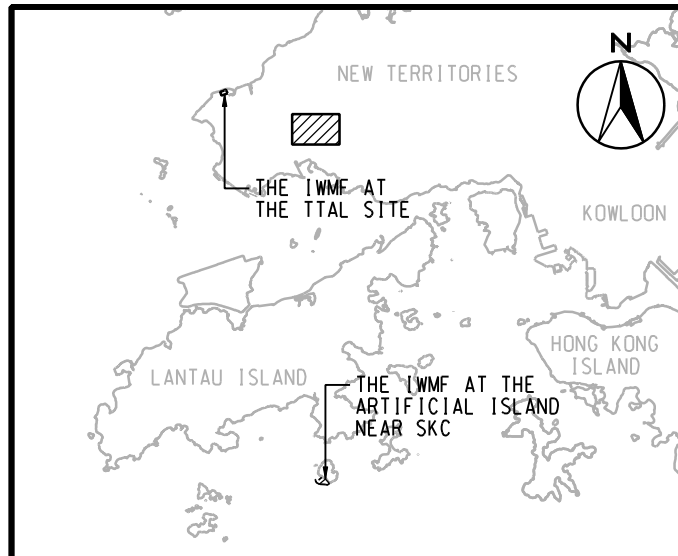 N
NEW TERRITORIES
THE IWMF AT
THE TTAL SITE
KOWLOON
HONG KONG
ISLAND
LANTAU ISLAND
THE IWMF AT THE
ARTIFICIAL ISLAND
NEAR SKC